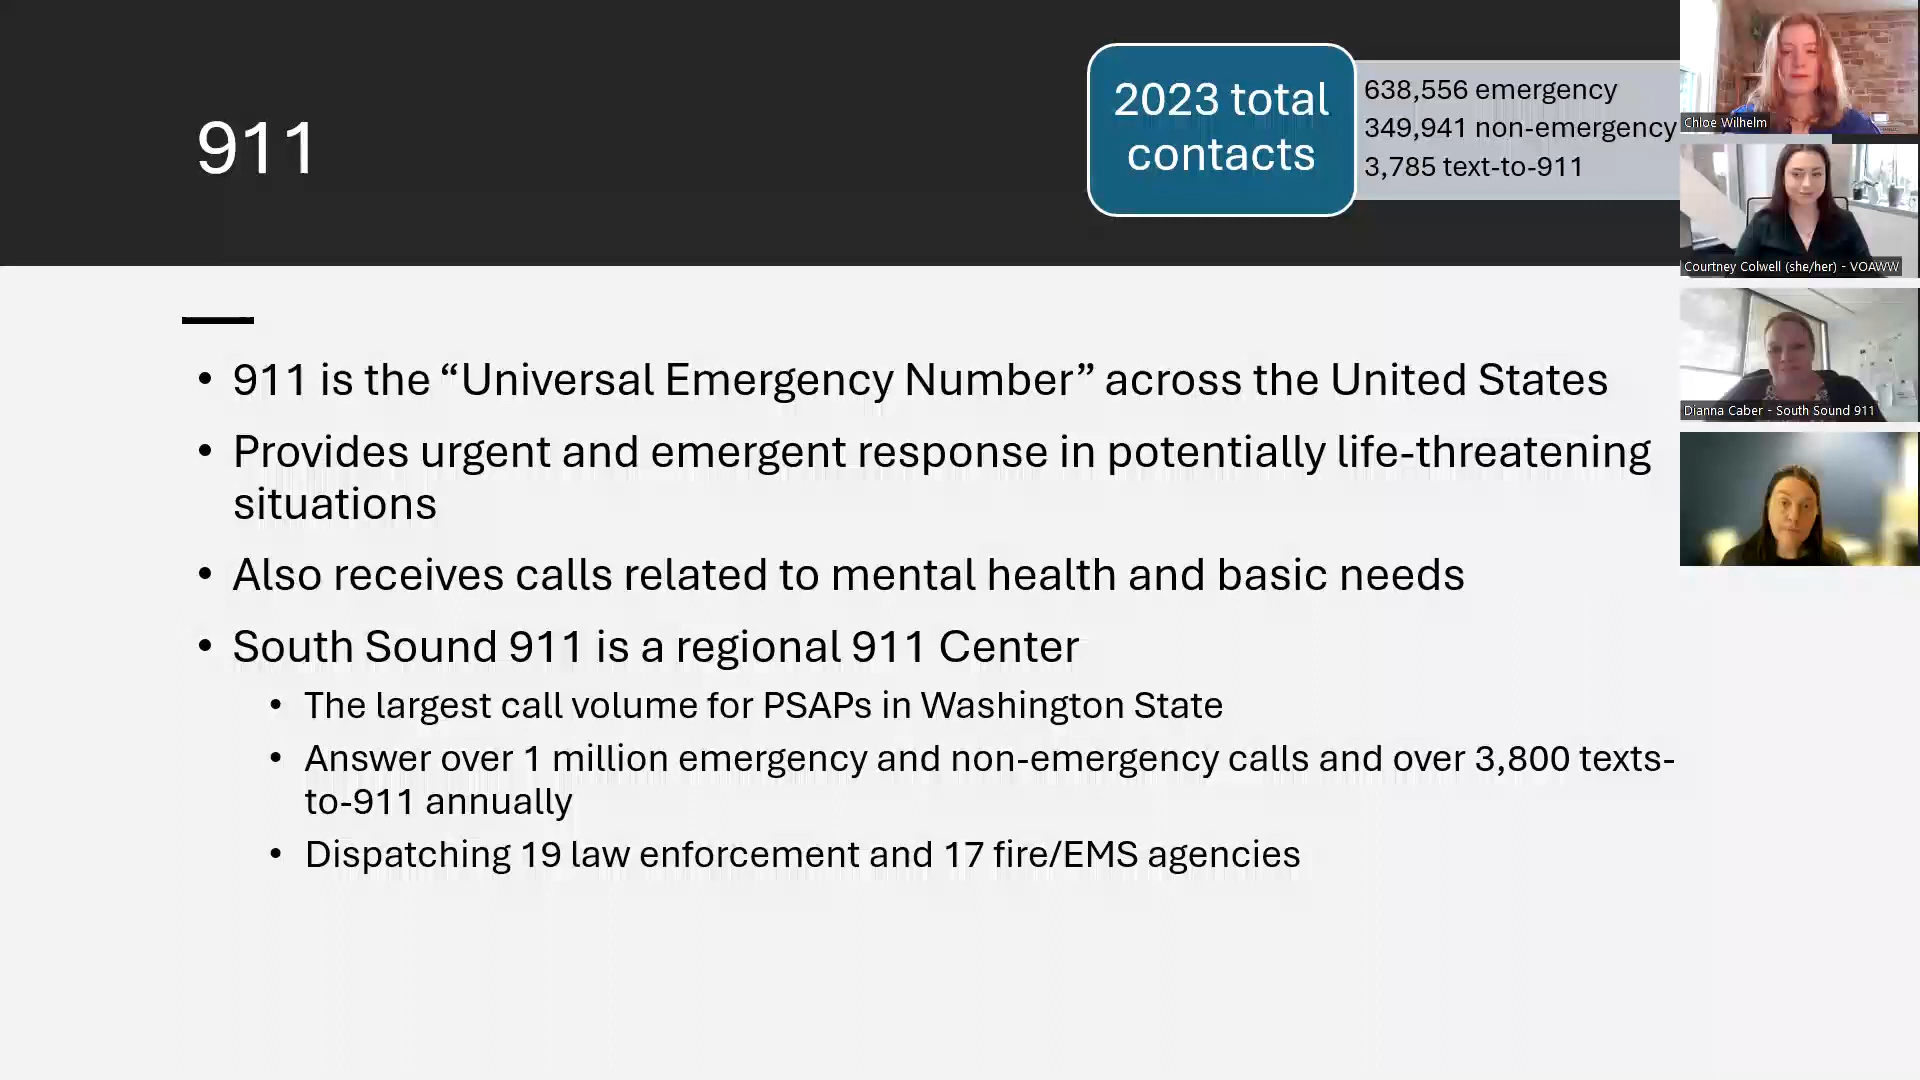 911
2023 total
contacts
638,556 emergency
349,941 non-emergency
3,785 text-to-911
• 911 is the “Universal Emergency Number” across the United States
• Provides urgent and emergent response in potentially life-threatening
situations
• Also receives calls related to mental health and basic needs
• South Sound 911 is a regional 911 Center
• The largest call volume for PSAPs in Washington State
• Answer over 1 million emergency and non-emergency calls and over 3,800 texts-
to-911 annually
• Dispatching 19 law enforcement and 17 fire/EMS agencies
Chloe Wilhelm
Courtney Colwell (she/her) - VOAWW
Dianna Caber - South Sound 911